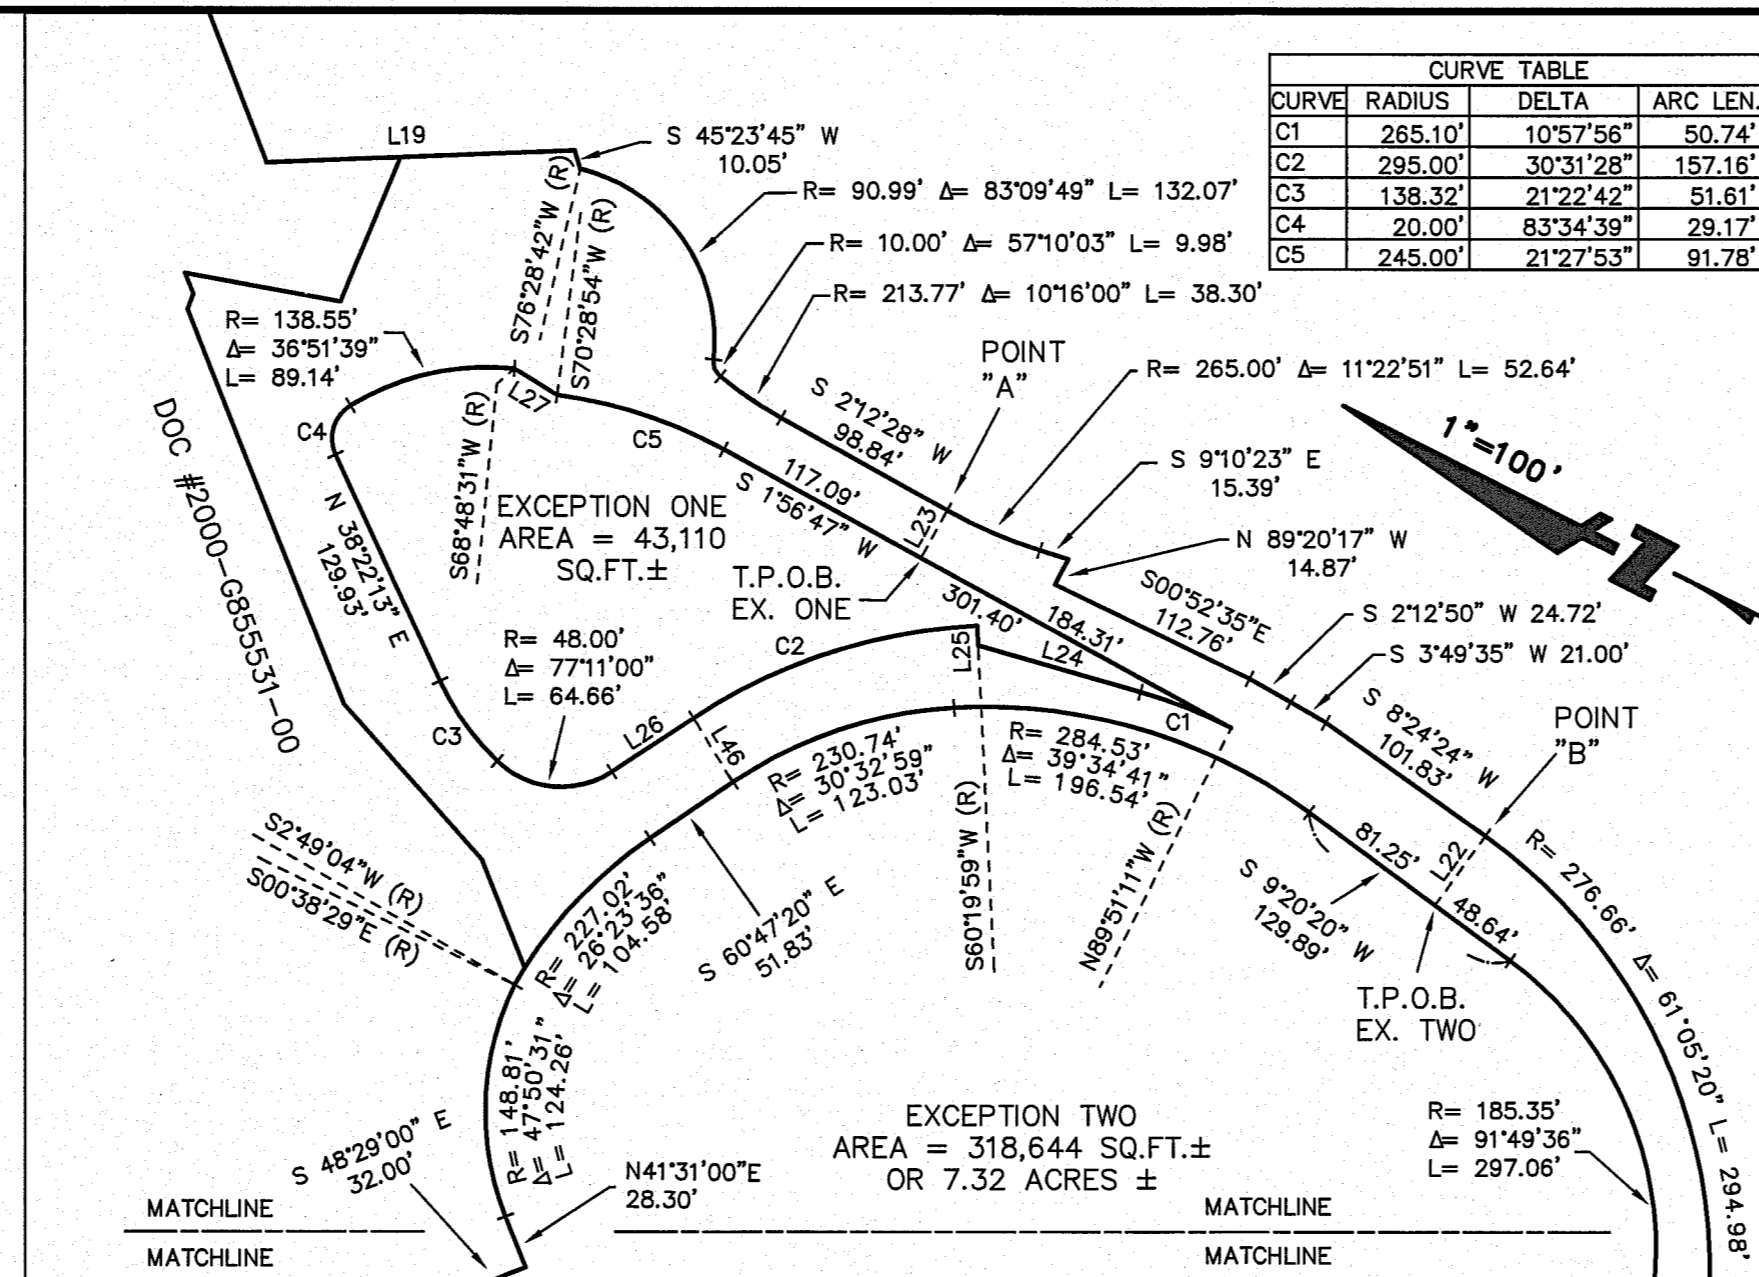 CURVE TABLE
CURVE RADIUS DELTA ARC LEN.
C1 265.10' 10°57'56" 50.74'
C2 295.00' 30°31'28" 157.16'
C3 138.32' 21°22'42" 51.61'
C4 20.00' 83°34'39" 29.17'
C5 245.00' 21°27'53" 91.78'
L19
S 45°23'45" W
10.05'
R= 90.99' Δ= 83°09'49" L= 132.07'
R= 10.00' Δ= 57°10'03" L= 9.98'
R= 213.77' Δ= 10°16'00" L= 38.30'
S76°28'42"W (R)
S70°28'54"W (R)
R= 138.55'
Δ= 36°51'39"
L= 89.14'
POINT
"A"
R= 265.00' Δ= 11°22'51" L= 52.64'
1"=100'
N
S 2°12'28" W
98.84'
L27
C4
C5
S68°48'31"W (R)
117.09'
S 1°56'47" W
S 9°10'23" E
15.39'
N 89°20'17" W
14.87'
DOC #2000-G855531-00
N 38°22'13" E
129.93'
EXCEPTION ONE
AREA = 43,110
SQ.FT.±
L23
T.P.O.B.
EX. ONE
301.40'
184.31'
S00°52'35"E
112.76'
S 2°12'50" W 24.72'
S 3°49'35" W 21.00'
R= 48.00'
Δ= 77°11'00"
L= 64.66'
C2
L25
L24
C1
C3
L26
L46
S 8°24'24" W
101.83'
POINT
"B"
R= 230.74'
Δ= 30°32'59"
L= 123.03'
R= 284.53'
Δ= 39°34'41"
L= 196.54'
S60°19'59"W (R)
N89°51'11"W (R)
S2°49'04"W (R)
S00°38'29"E (R)
R= 227.02'
Δ= 26°23'36"
L= 104.58'
S 60°47'20" E
51.83'
81.25'
L22
48.64'
S 9°20'20" W
129.89'
T.P.O.B.
EX. TWO
R= 276.66' Δ= 61°05'20" L= 294.98'
R= 148.81'
Δ= 47°50'31"
L= 124.26'
S 48°29'00" E
32.00'
N41°31'00"E
28.30'
EXCEPTION TWO
AREA = 318,644 SQ.FT.±
OR 7.32 ACRES ±
R= 185.35'
Δ= 91°49'36"
L= 297.06'
MATCHLINE MATCHLINE
MATCHLINE MATCHLINE